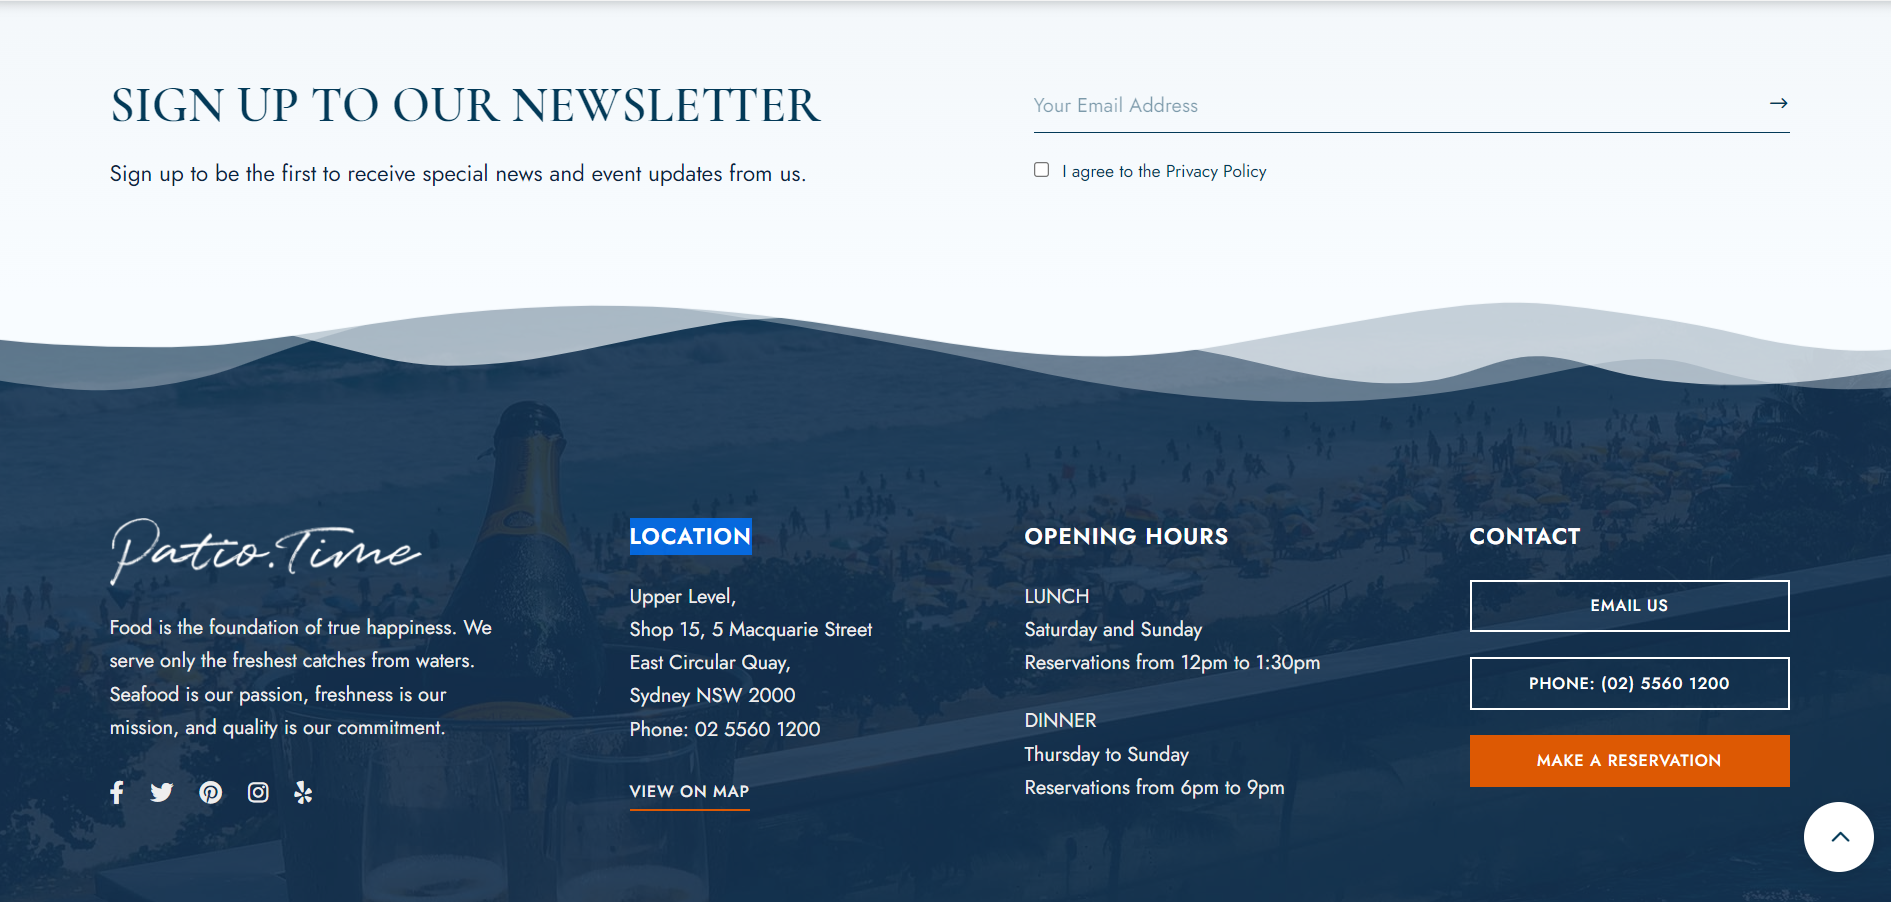 SIGN UP TO OUR NEWSLETTER
Sign up to be the first to receive special news and event updates from us.
Your Email Address
I agree to the Privacy Policy
Patio.Time
Food is the foundation of true happiness. We
serve only the freshest catches from waters.
Seafood is our passion, freshness is our
mission, and quality is our commitment.
LOCATION
Upper Level,
Shop 15, 5 Macquarie Street
East Circular Quay,
Sydney NSW 2000
Phone: 02 5560 1200
VIEW ON MAP
OPENING HOURS
LUNCH
Saturday and Sunday
Reservations from 12pm to 1:30pm
DINNER
Thursday to Sunday
Reservations from 6pm to 9pm
CONTACT
EMAIL US
PHONE: (02) 5560 1200
MAKE A RESERVATION